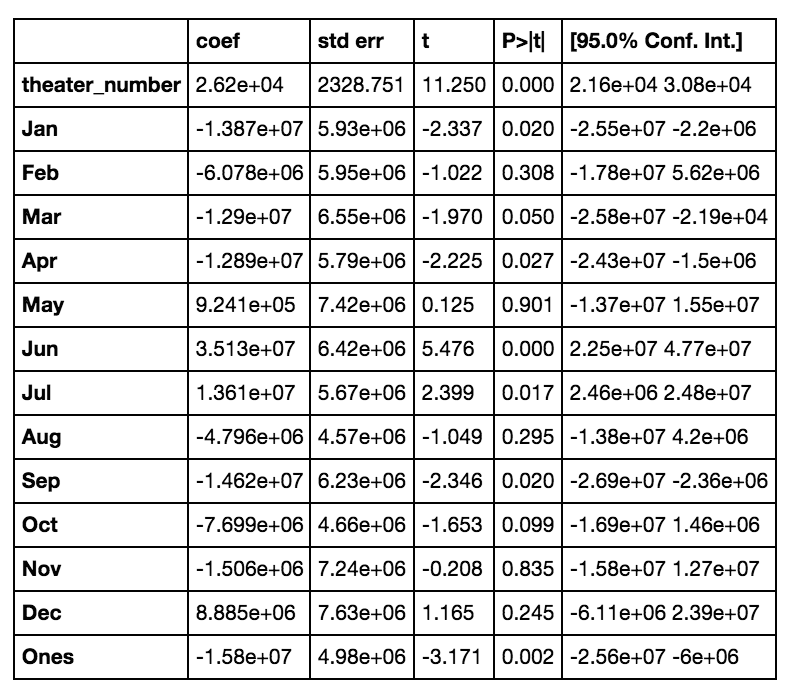 coef std err t P>|t| [95.0% Conf. Int.]
theater_number 2.62e+04 2328.751 11.250 0.000 2.16e+04 3.08e+04
Jan -1.387e+07 5.93e+06 -2.337 0.020 -2.55e+07 -2.2e+06
Feb -6.078e+06 5.95e+06 -1.022 0.308 -1.78e+07 5.62e+06
Mar -1.29e+07 6.55e+06 -1.970 0.050 -2.58e+07 -2.19e+04
Apr -1.289e+07 5.79e+06 -2.225 0.027 -2.43e+07 -1.5e+06
May 9.241e+05 7.42e+06 0.125 0.901 -1.37e+07 1.55e+07
Jun 3.513e+07 6.42e+06 5.476 0.000 2.25e+07 4.77e+07
Jul 1.361e+07 5.67e+06 2.399 0.017 2.46e+06 2.48e+07
Aug -4.796e+06 4.57e+06 -1.049 0.295 -1.38e+07 4.2e+06
Sep -1.462e+07 6.23e+06 -2.346 0.020 -2.69e+07 -2.36e+06
Oct -7.699e+06 4.66e+06 -1.653 0.099 -1.69e+07 1.46e+06
Nov -1.506e+06 7.24e+06 -0.208 0.835 -1.58e+07 1.27e+07
Dec 8.885e+06 7.63e+06 1.165 0.245 -6.11e+06 2.39e+07
Ones -1.58e+07 4.98e+06 -3.171 0.002 -2.56e+07 -6e+06